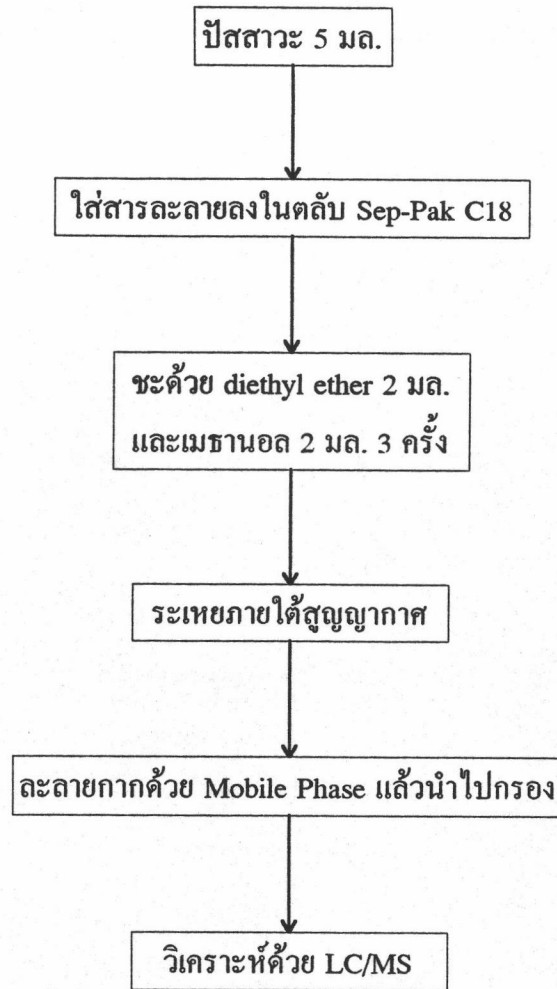 ปัสสาวะ 5 มล.
ใส่สารละลายลงในตลับ Sep-Pak C18
ชะด้วย diethyl ether 2 มล.
และเมธานอล 2 มล. 3 ครั้ง
ระเหยภายใต้สูญญากาศ
ละลายกากด้วย Mobile Phase แล้วนำไปกรอง
วิเคราะห์ด้วย LC/MS